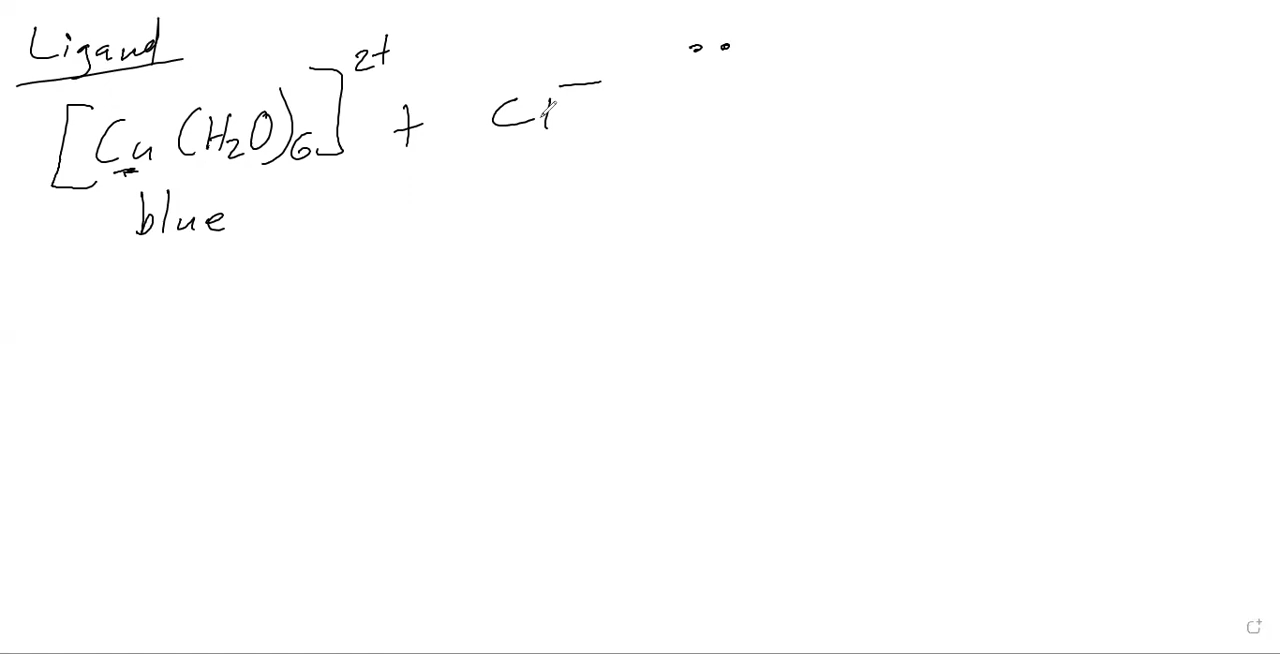 Ligand
[Cu(H₂O)₆]²⁺ + Cl⁻
blue